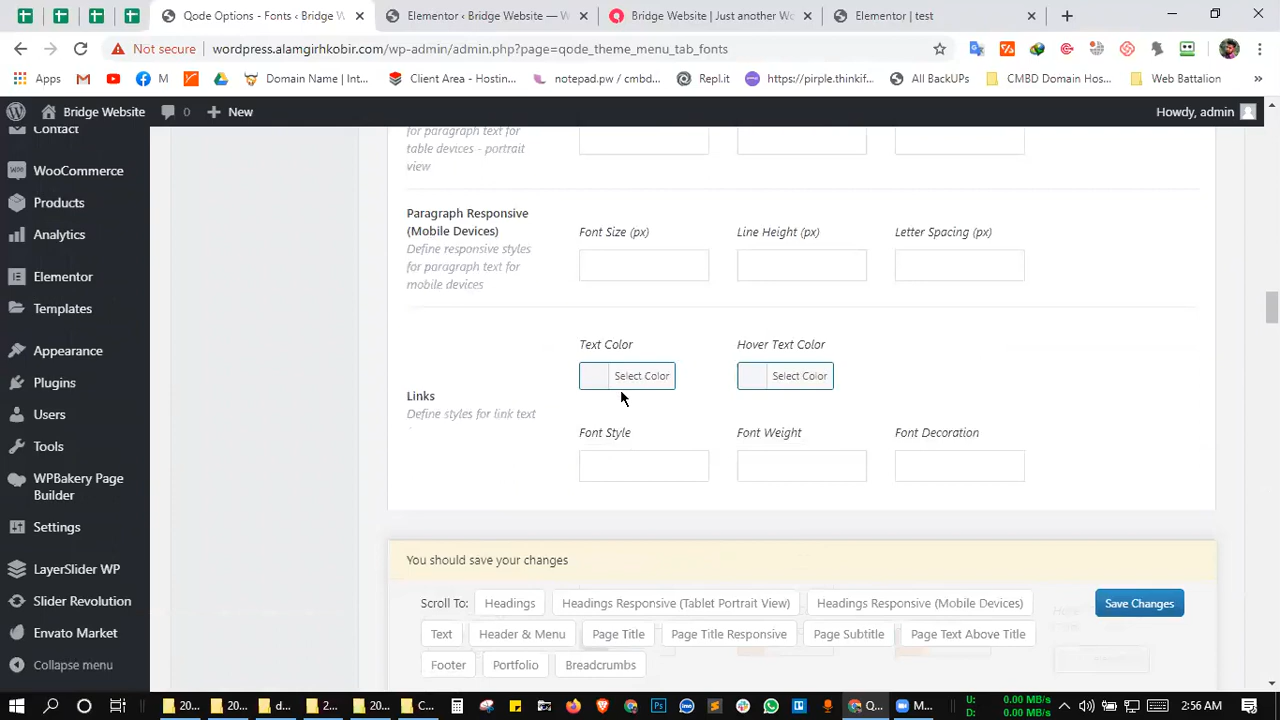 Qode Options - Fonts ‹ Bridge W
Elementor ‹ Bridge Website —
Bridge Website | Just another W
Elementor | test
Not secure
wordpress.alamgirhkobir.com/wp-admin/admin.php?page=qode_theme_menu_tab_fonts
Apps
M
Domain Name | Int...
Client Area - Hostin...
notepad.pw / cmbd...
Replit
https://pirple.thinkif...
All BackUPs
CMBD Domain Hos...
Web Battalion
»
Bridge Website
0
New
Howdy, admin
Contact
WooCommerce
Products
Analytics
Elementor
Templates
Appearance
Plugins
Users
Tools
WPBakery Page
Builder
Settings
LayerSlider WP
Slider Revolution
Envato Market
Collapse menu
for paragraph text for
table devices - portrait
view
Paragraph Responsive
(Mobile Devices)
Define responsive styles
for paragraph text for
mobile devices
Font Size (px)
Line Height (px)
Letter Spacing (px)
Text Color
Hover Text Color
Select Color
Select Color
Links
Define styles for link text
Font Style
Font Weight
Font Decoration
You should save your changes
Scroll To:
Headings
Headings Responsive (Tablet Portrait View)
Headings Responsive (Mobile Devices)
Save Changes
Text
Header & Menu
Page Title
Page Title Responsive
Page Subtitle
Page Text Above Title
Footer
Portfolio
Breadcrumbs
20...
20...
d...
2...
20...
C...
Q...
M...
U: 0.00 MB/s
D: 0.00 MB/s
2:56 AM